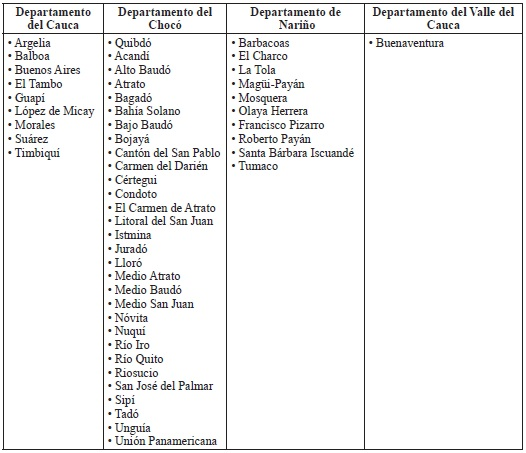 Departamento
del Cauca
• Argelia
• Balboa
• Buenos Aires
• El Tambo
• Guapí
• López de Micay
• Morales
• Suárez
• Timbiquí
Departamento del
Chocó
• Quibdó
• Acandí
• Alto Baudó
• Atrato
• Bagadó
• Bahía Solano
• Bajo Baudó
• Bojayá
• Cantón del San Pablo
• Carmen del Darién
• Cértegui
• Condoto
• El Carmen de Atrato
• Litoral del San Juan
• Istmina
• Juradó
• Lloró
• Medio Atrato
• Medio Baudó
• Medio San Juan
• Nóvita
• Nuquí
• Río Iro
• Río Quito
• Riosucio
• San José del Palmar
• Sipí
• Tadó
• Unguía
• Unión Panamericana
Departamento de
Nariño
• Barbacoas
• El Charco
• La Tola
• Magüi-Payán
• Mosquera
• Olaya Herrera
• Francisco Pizarro
• Roberto Payán
• Santa Bárbara Iscuandé
• Tumaco
Departamento del Valle del
Cauca
• Buenaventura